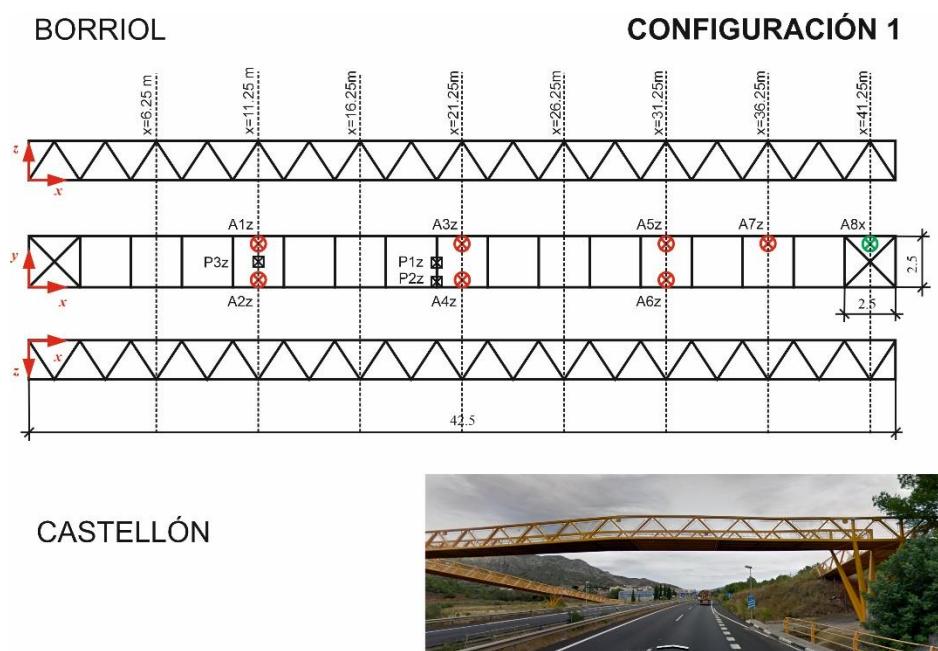 BORRIOL
CONFIGURACIÓN 1
x=6.25 m
x=11.25 m
x=16.25m
x=21.25m
x=26.25m
x=31.25m
x=36.25m
x=41.25m
z
x
A1z A3z A5z A7z A8x
y P3z P1z
P2z 2.5
x A2z A4z A6z
2.5
x
z
42.5
CASTELLÓN